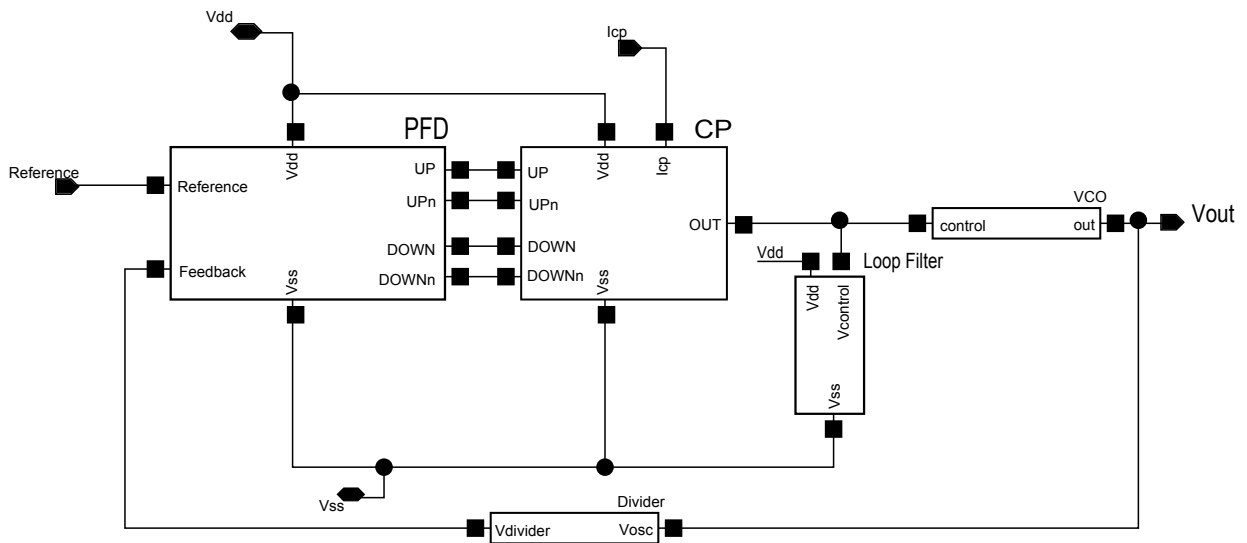 Vdd
Icp
PFD
CP
Vdd
Vdd
Icp
Reference
Reference
UP
UP
UPn
UPn
VCO
Vout
OUT
control
out
DOWN
DOWN
Vdd
Loop Filter
Feedback
DOWNn
DOWNn
Vss
Vss
Vdd
Vcontrol
Vss
Vss
Divider
Vdivider
Vosc